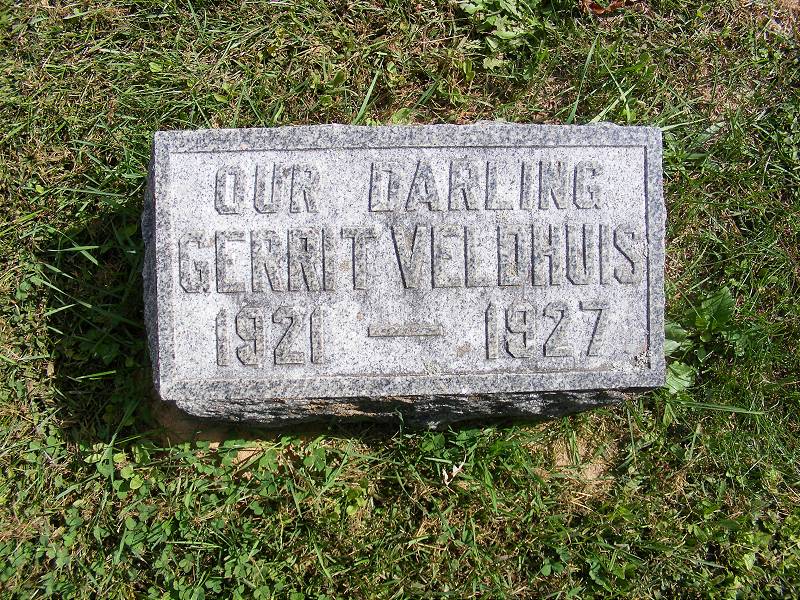 OUR DARLING
GERRIT VELDHUIS
1921 — 1927